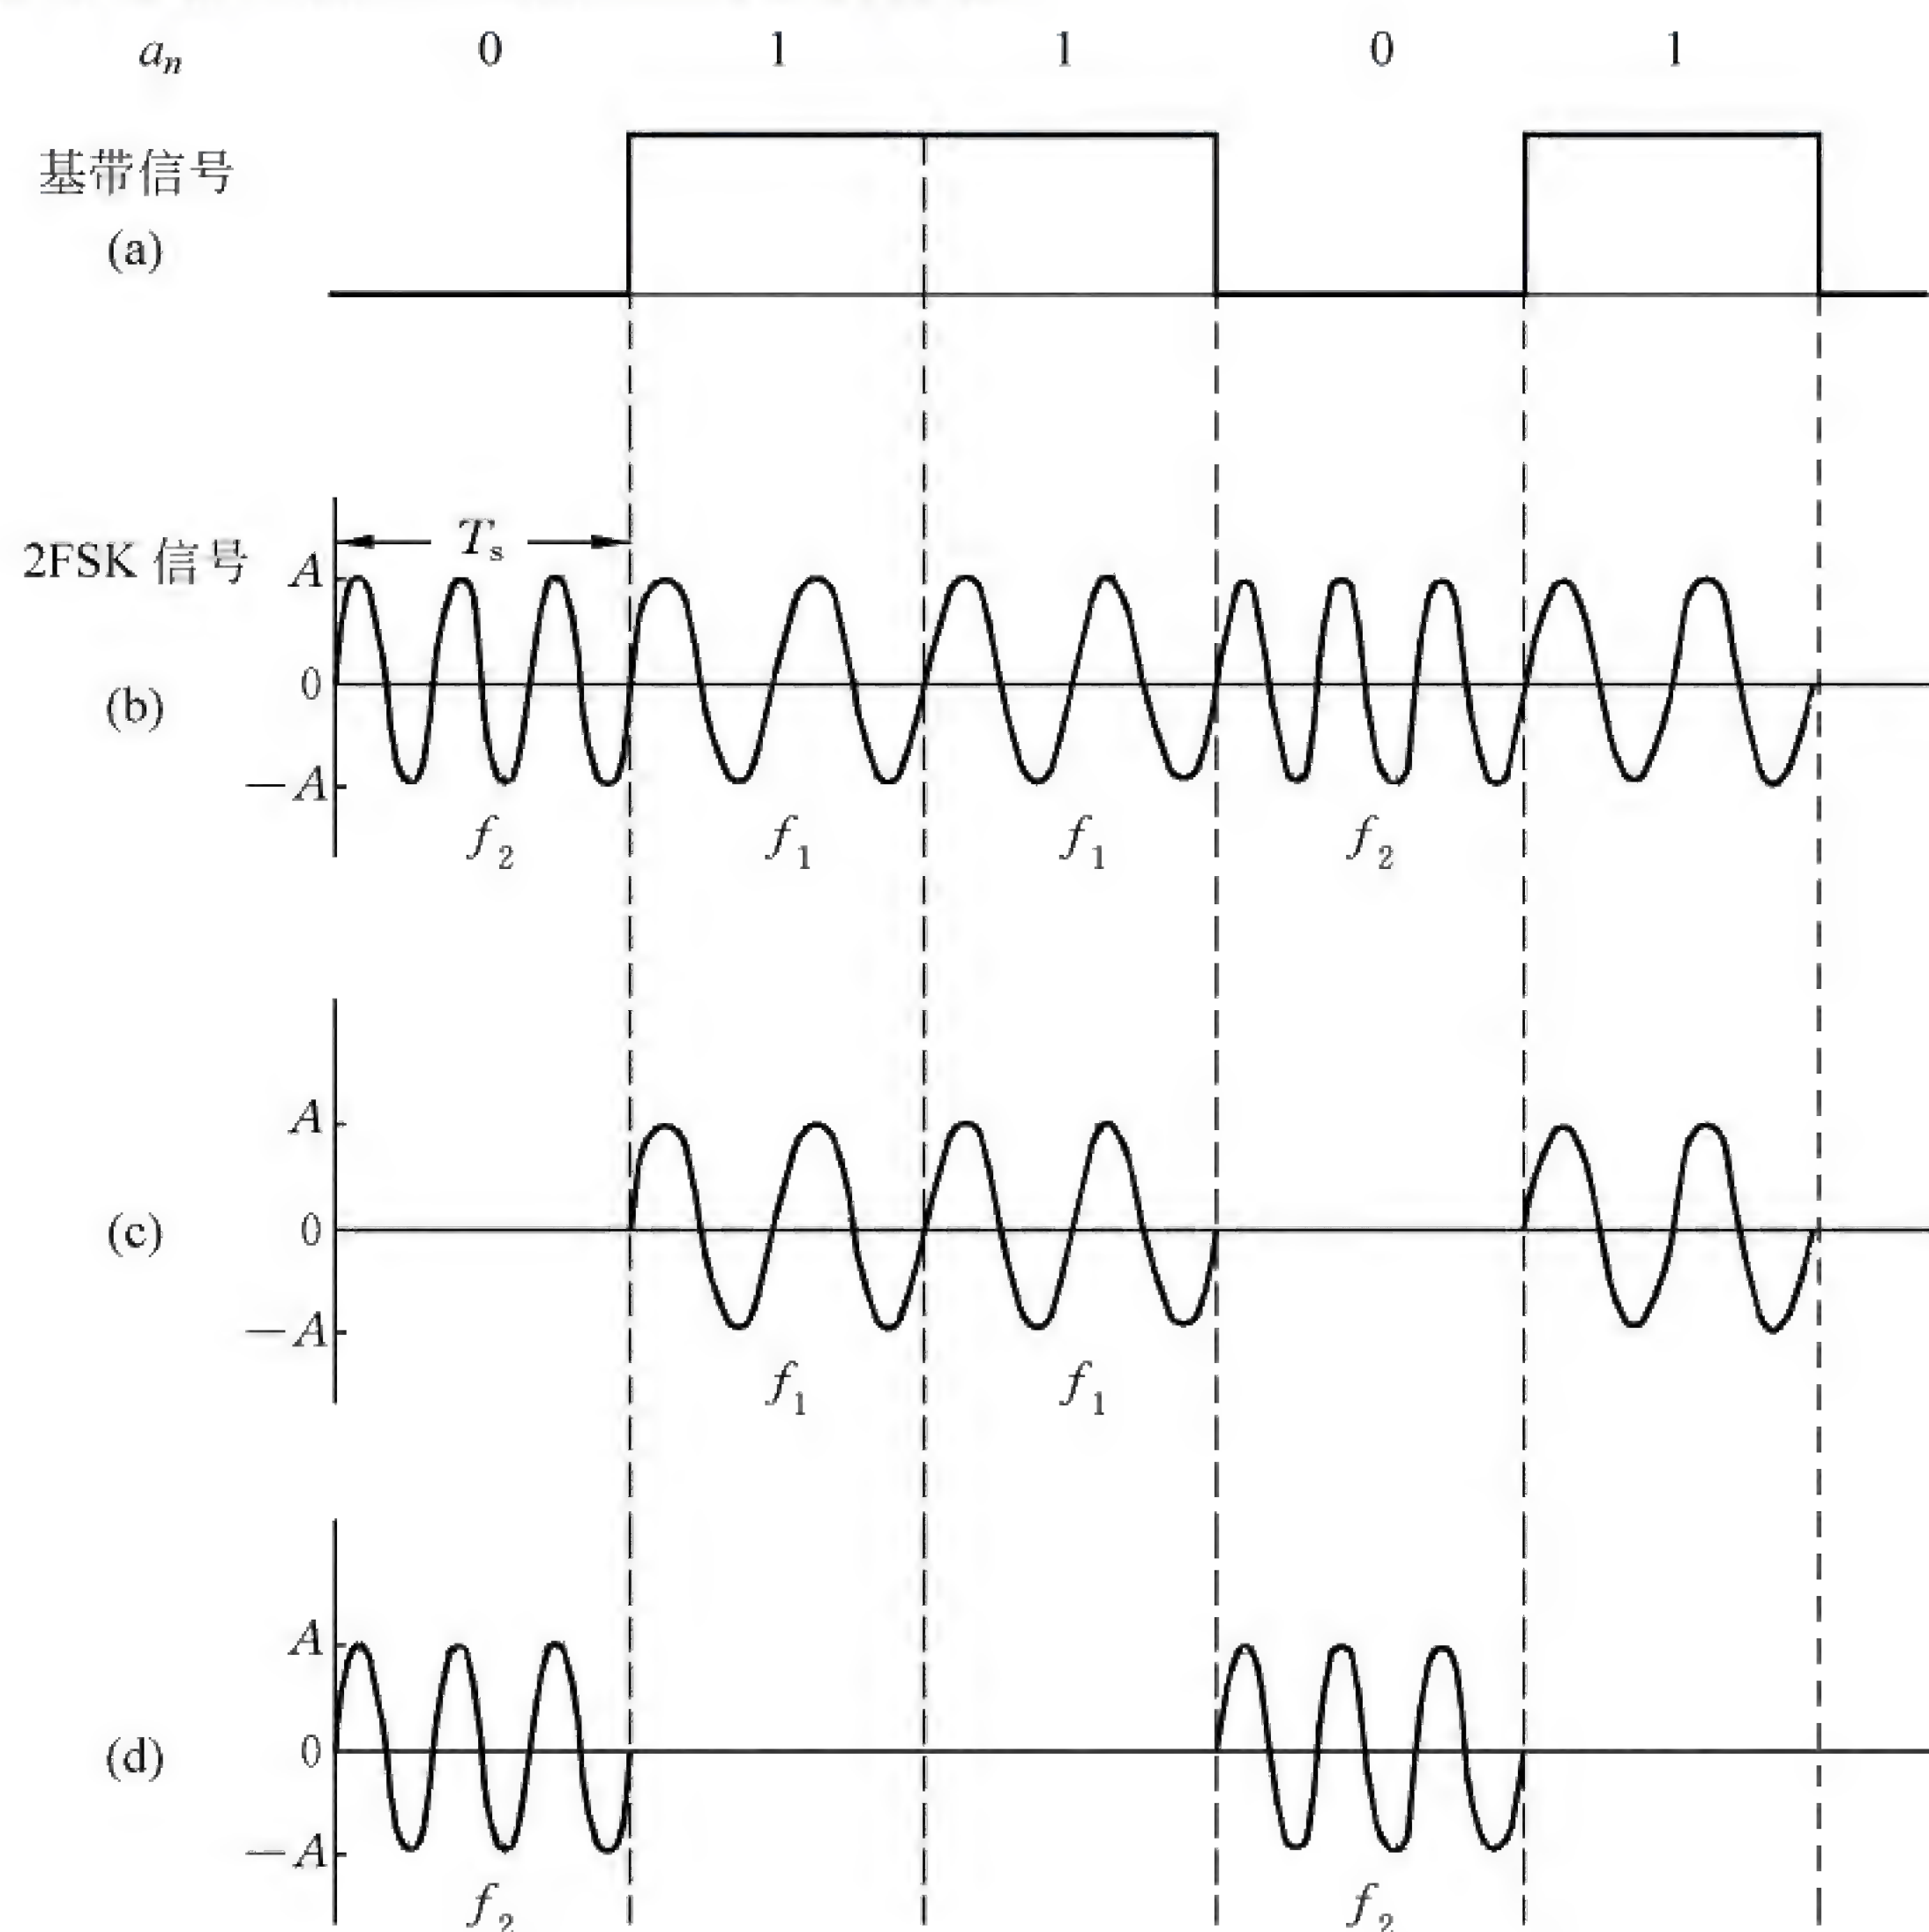 aₙ 0 1 1 0 1
基带信号
(a)
Tₛ
2FSK 信号
A
0
(b)
—A
f₂ f₁ f₁ f₂
A
(c)
0
—A
f₁ f₁
A
(d)
0
—A
f₂ f₂